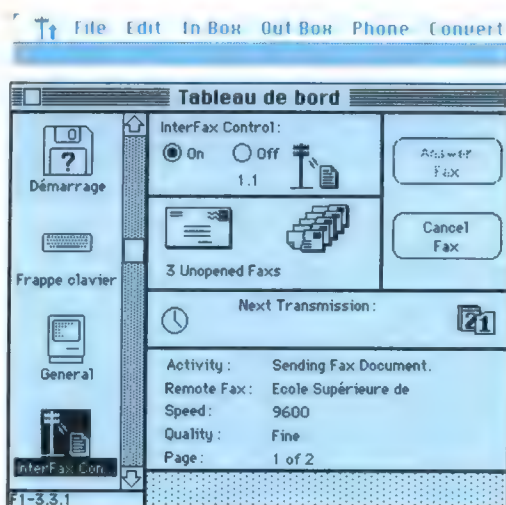 File Edit In Box Out Box Phone Convert
Tableau de bord
Démarrage
Frappe clavier
General
InterFax Con...
F1-3.3.1
InterFax Control:
On Off
1.1
Answer
Fax
Cancel
Fax
3 Unopened Faxs
Next Transmission:
21
Activity: Sending Fax Document.
Remote Fax: Ecole Supérieure de
Speed: 9600
Quality: Fine
Page: 1 of 2